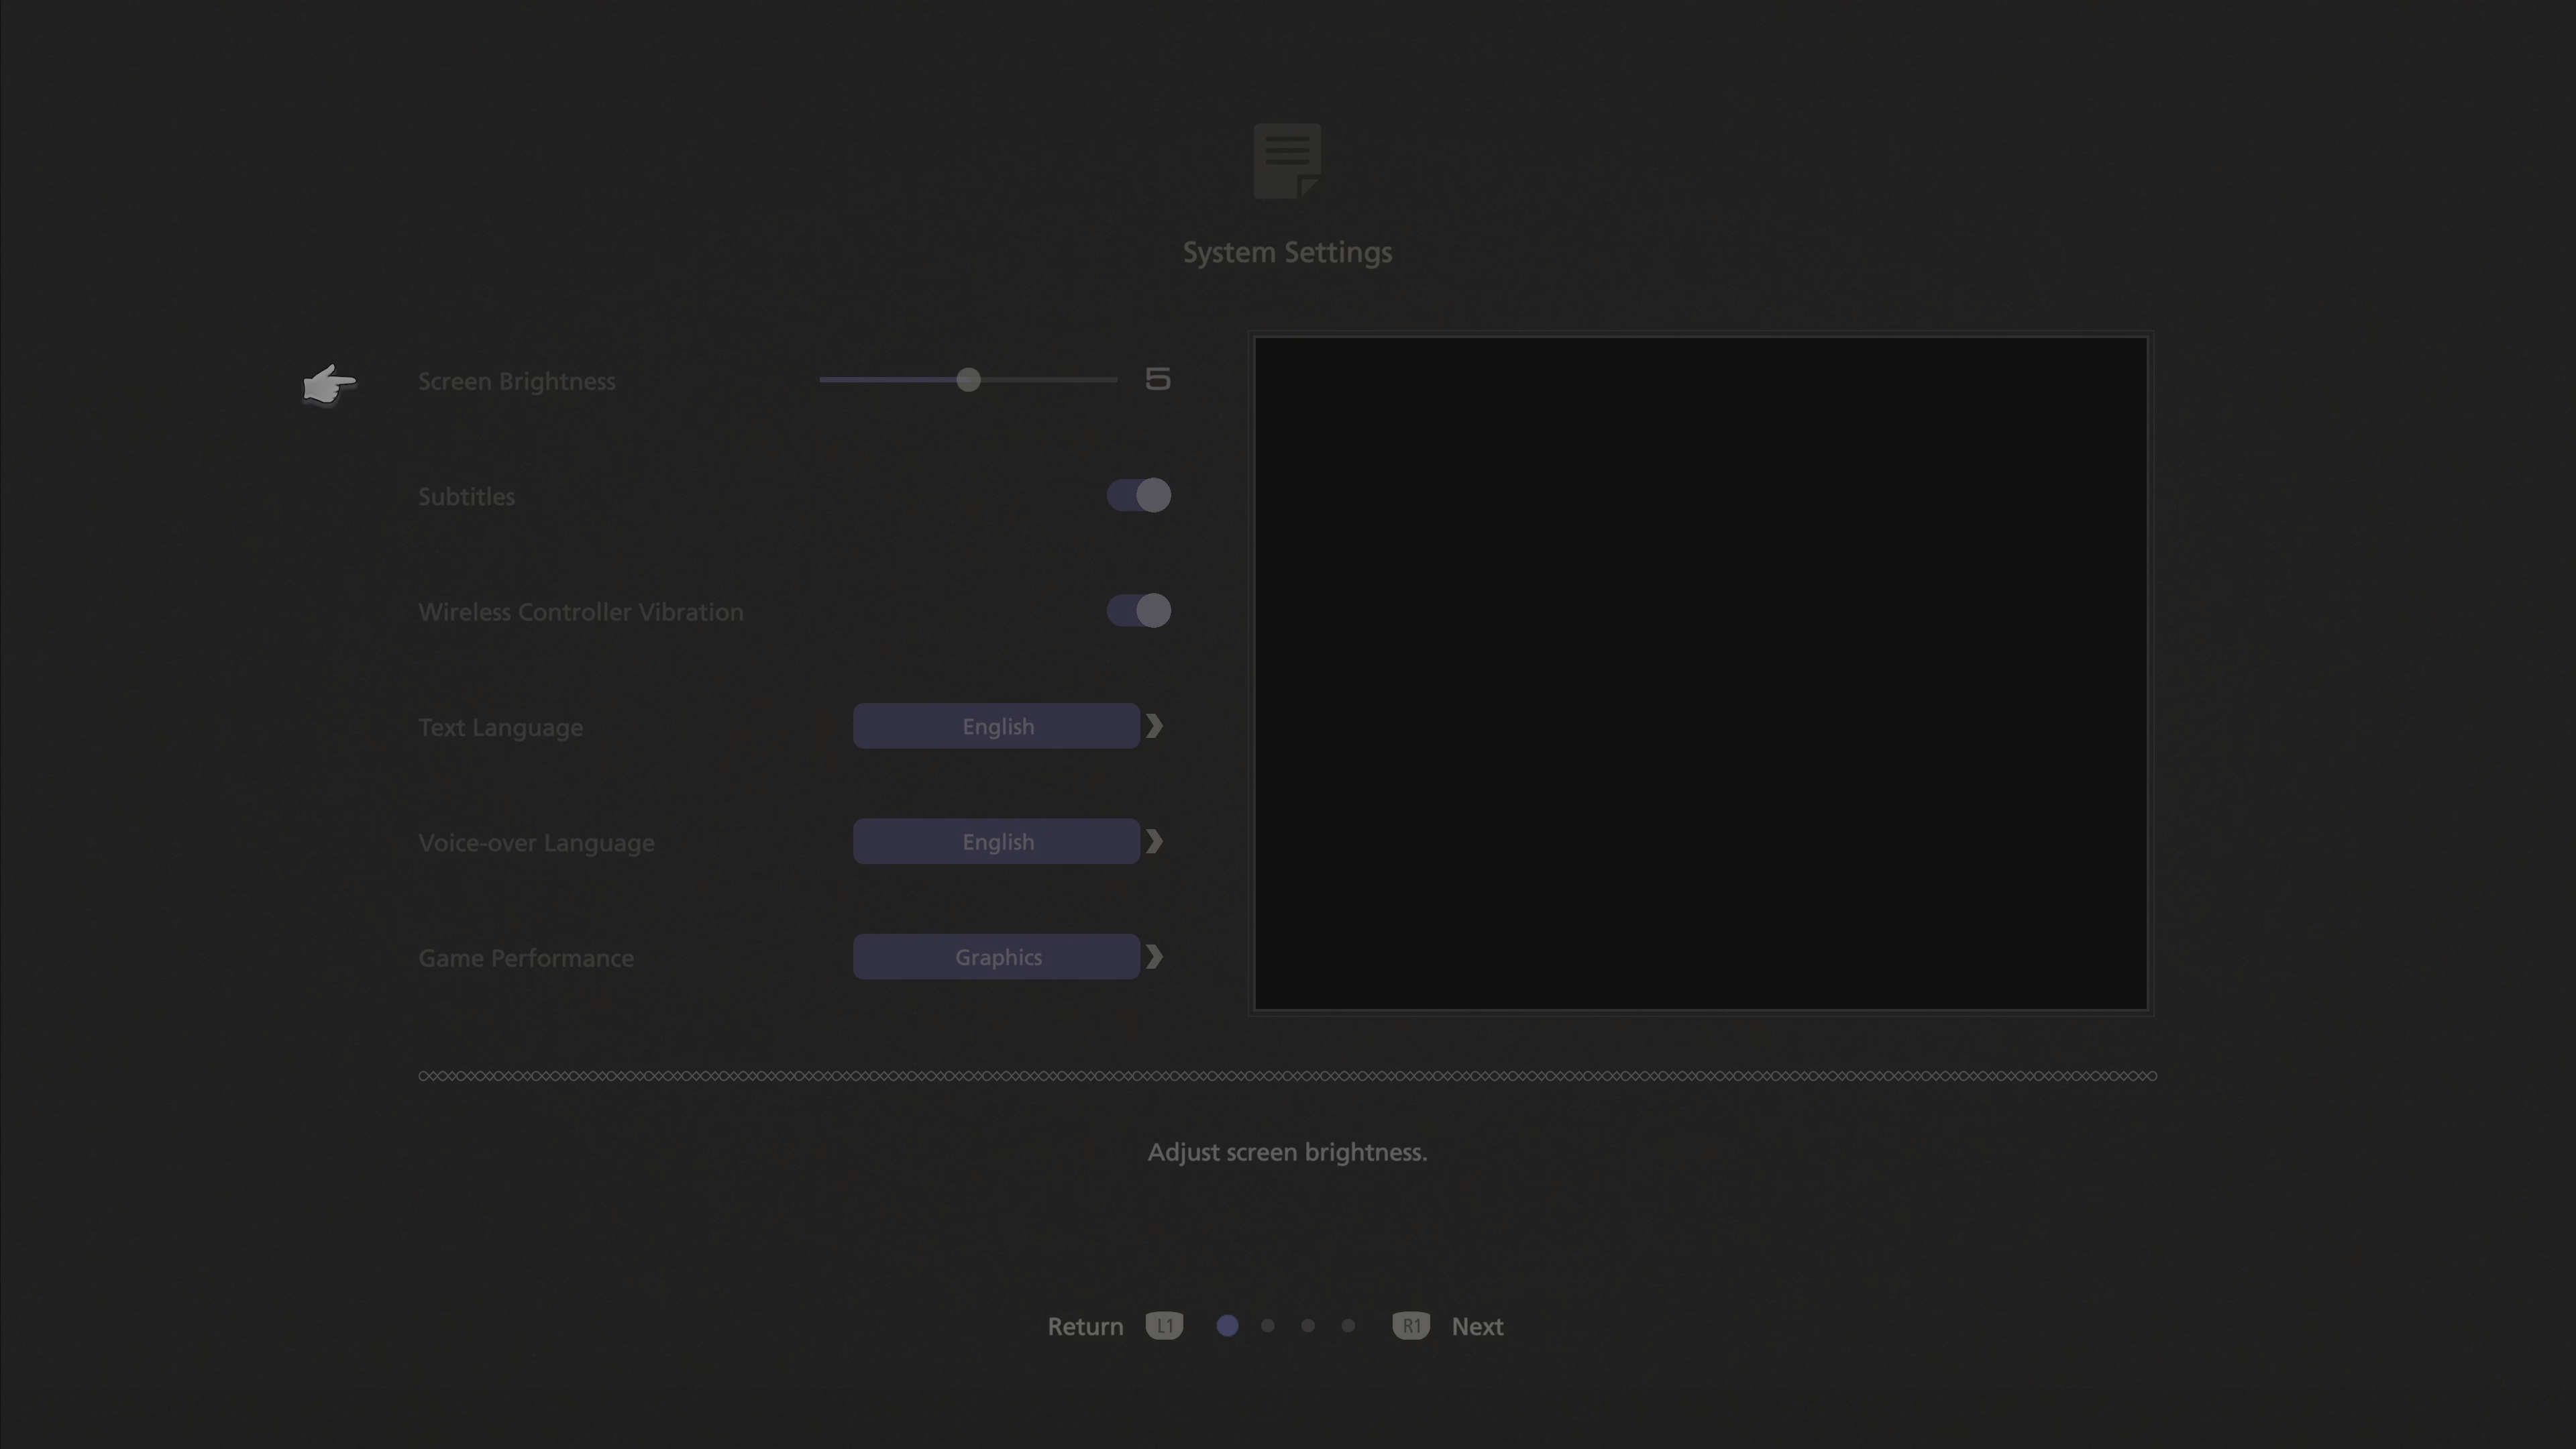 System Settings
Screen Brightness 5
Subtitles
Wireless Controller Vibration
Text Language English
Voice-over Language English
Game Performance Graphics
Adjust screen brightness.
Return L1 R1 Next